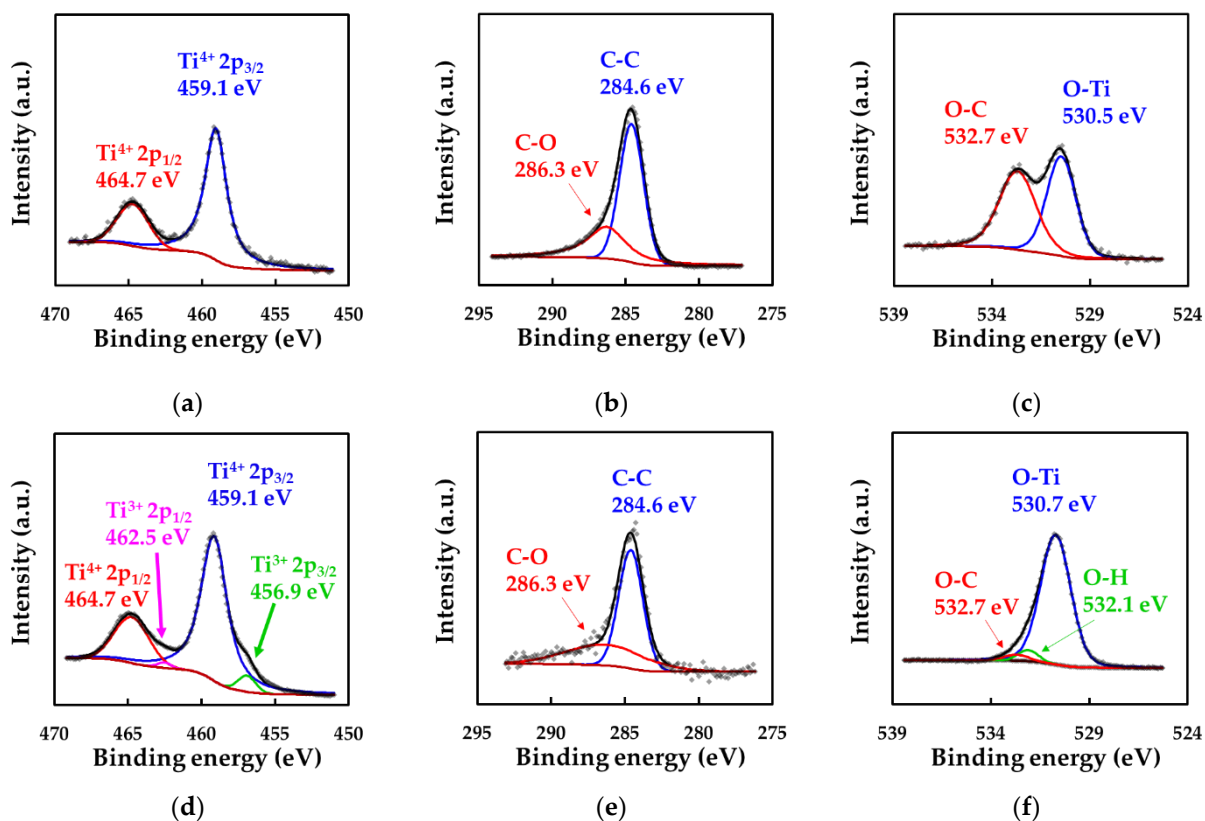 Intensity (a.u.)
Ti⁴⁺ 2p₃/₂
459.1 eV
Ti⁴⁺ 2p₁/₂
464.7 eV
470 465 460 455 450
Binding energy (eV)
(a)
Intensity (a.u.)
C-C
284.6 eV
C-O
286.3 eV
295 290 285 280 275
Binding energy (eV)
(b)
Intensity (a.u.)
O-Ti
530.5 eV
O-C
532.7 eV
539 534 529 524
Binding energy (eV)
(c)
Intensity (a.u.)
Ti⁴⁺ 2p₃/₂
459.1 eV
Ti³⁺ 2p₁/₂
462.5 eV
Ti⁴⁺ 2p₁/₂
464.7 eV
Ti³⁺ 2p₃/₂
456.9 eV
470 465 460 455 450
Binding energy (eV)
(d)
Intensity (a.u.)
C-C
284.6 eV
C-O
286.3 eV
295 290 285 280 275
Binding energy (eV)
(e)
Intensity (a.u.)
O-Ti
530.7 eV
O-C
532.7 eV
O-H
532.1 eV
539 534 529 524
Binding energy (eV)
(f)